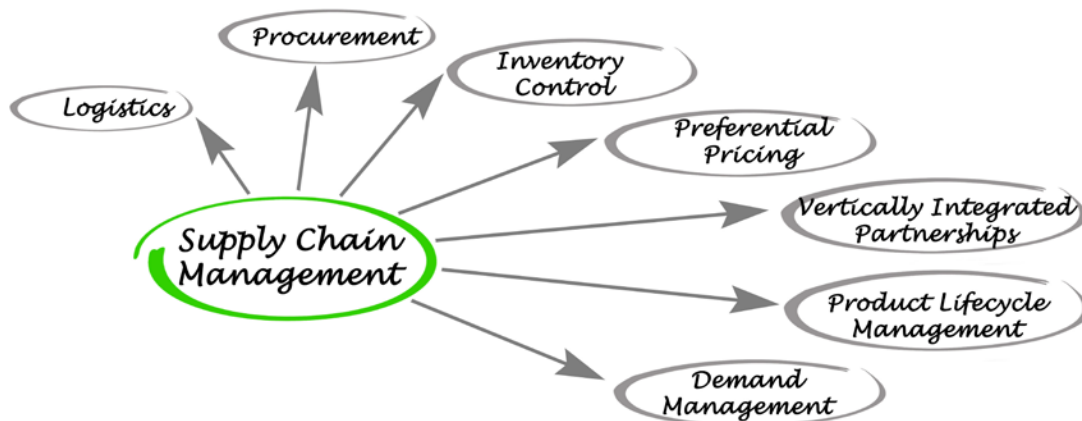 Procurement
Inventory
Control
Logistics
Preferential
Pricing
Vertically Integrated
Partnerships
Supply Chain
Management
Product Lifecycle
Management
Demand
Management